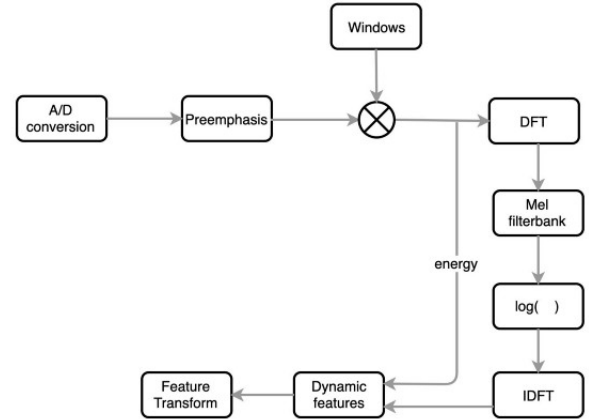 Windows
A/D
conversion
Preemphasis
DFT
Mel
filterbank
energy
log( )
Feature
Transform
Dynamic
features
IDFT